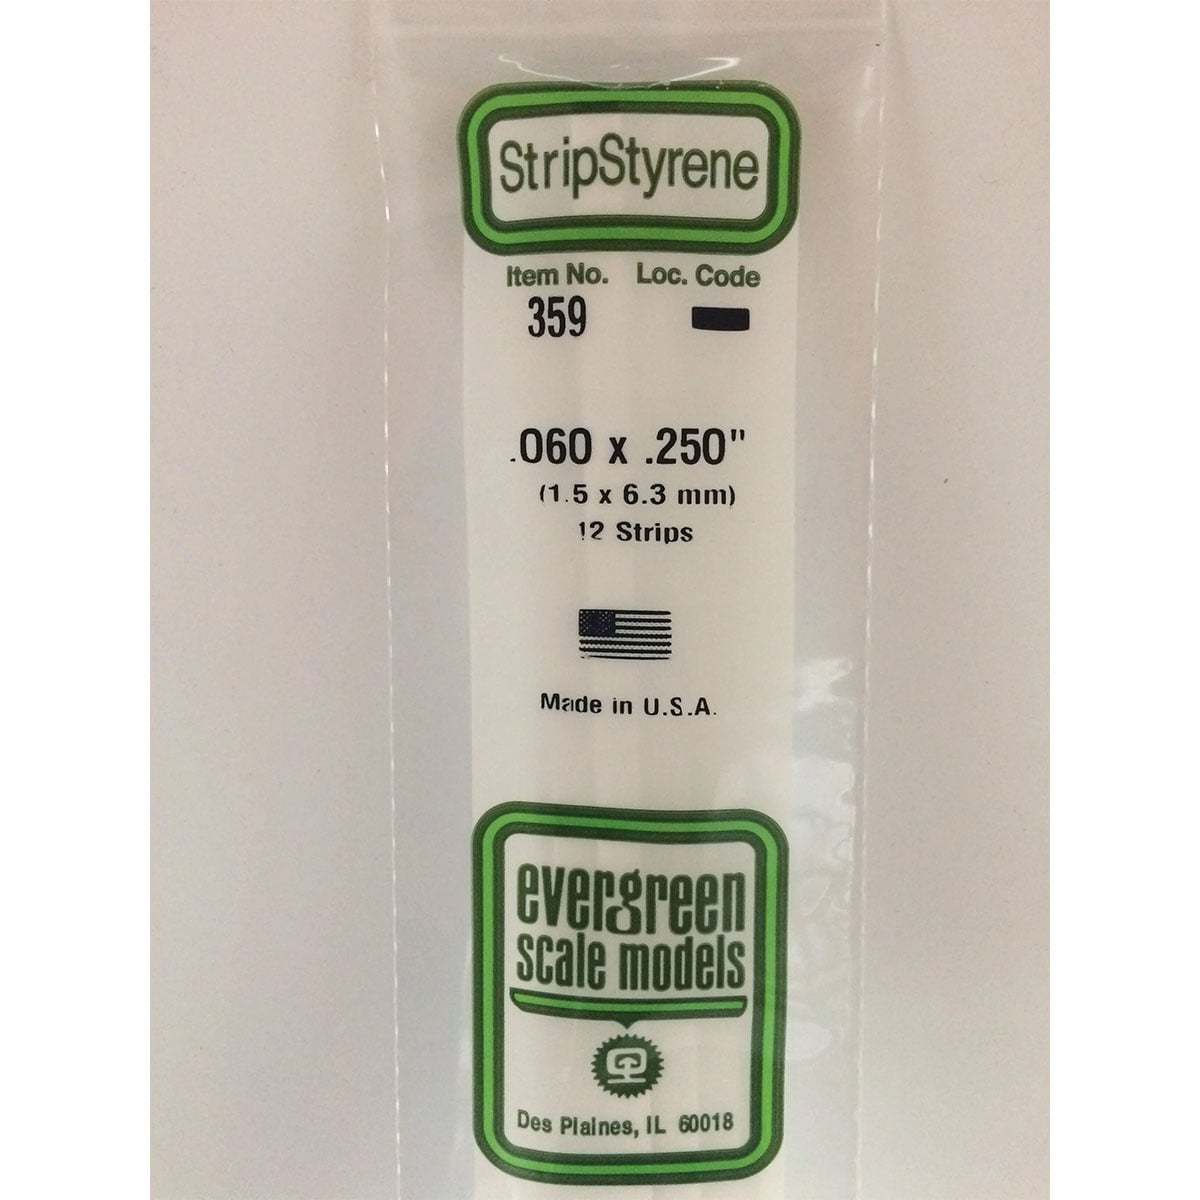 StripStyrene
Item No. Loc. Code
359
.060 x .250"
(1.5 x 6.3 mm)
12 Strips
Made in U.S.A.
evergreen
scale models
Des Plaines, IL 60018